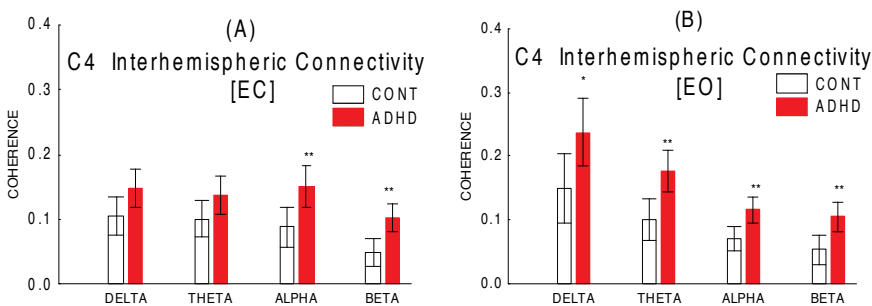 (A)
C4 Interhemispheric Connectivity
[EC]
CONT
ADHD
COHERENCE
0.4
0.3
0.2
0.1
0.0
**
**
DELTA THETA ALPHA BETA
(B)
C4 Interhemispheric Connectivity
[EO]
CONT
ADHD
COHERENCE
0.4
0.3
0.2
0.1
0.0
*
**
**
**
DELTA THETA ALPHA BETA